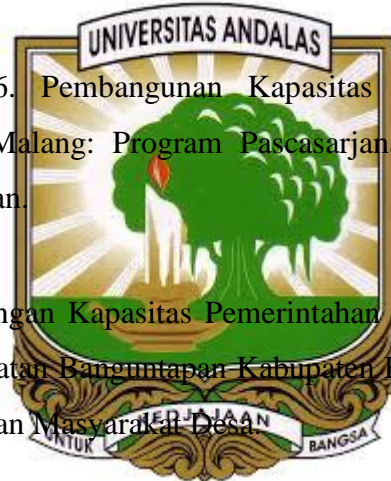 UNIVERSITAS ANDALAS
6. Pembangunan Kapasitas
Malang: Program Pascasarjana
an.
ngan Kapasitas Pemerintahan
atan Banguntapan Kabupaten
an Masyarakat Desa.
KEDJAJAAN
UNTUK BANGSA